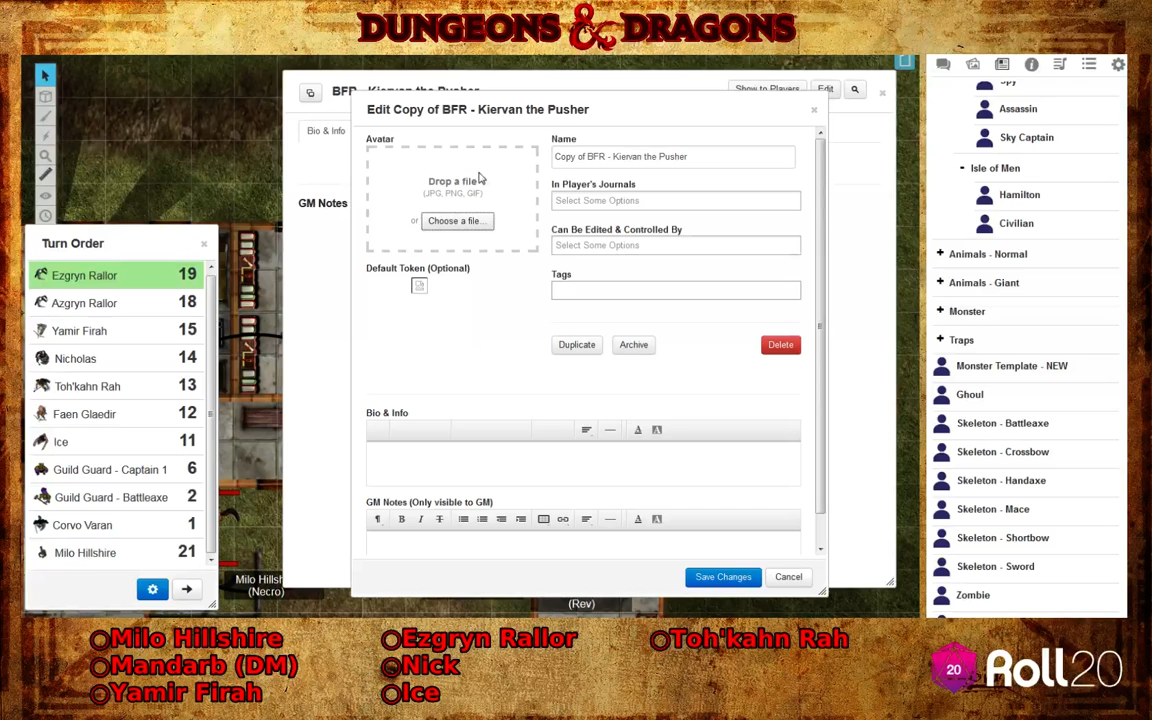 DUNGEONS & DRAGONS
BFR - Kiervan the Pusher
Show to Players
Edit
Bio & Info
GM Notes
Edit Copy of BFR - Kiervan the Pusher
Avatar
Drop a file
(JPG, PNG, GIF)
or Choose a file...
Default Token (Optional)
Name
Copy of BFR - Kiervan the Pusher
In Player's Journals
Select Some Options
Can Be Edited & Controlled By
Select Some Options
Tags
Duplicate
Archive
Delete
Bio & Info
A A
GM Notes (Only visible to GM)
B I T A A
Save Changes
Cancel
Turn Order
Ezgryn Rallor 19
Azgryn Rallor 18
Yamir Firah 15
Nicholas 14
Toh'kahn Rah 13
Faen Glaedir 12
Ice 11
Guild Guard - Captain 1 6
Guild Guard - Battleaxe 2
Corvo Varan 1
Milo Hillshire 21
Milo Hillsh
(Necro)
(Rev)
Spy
Assassin
Sky Captain
- Isle of Men
Hamilton
Civilian
+ Animals - Normal
+ Animals - Giant
+ Monster
+ Traps
Monster Template - NEW
Ghoul
Skeleton - Battleaxe
Skeleton - Crossbow
Skeleton - Handaxe
Skeleton - Mace
Skeleton - Shortbow
Skeleton - Sword
Zombie
Milo Hillshire
Mandarb (DM)
Yamir Firah
Ezgryn Rallor
Nick
Ice
Toh'kahn Rah
20
Roll20